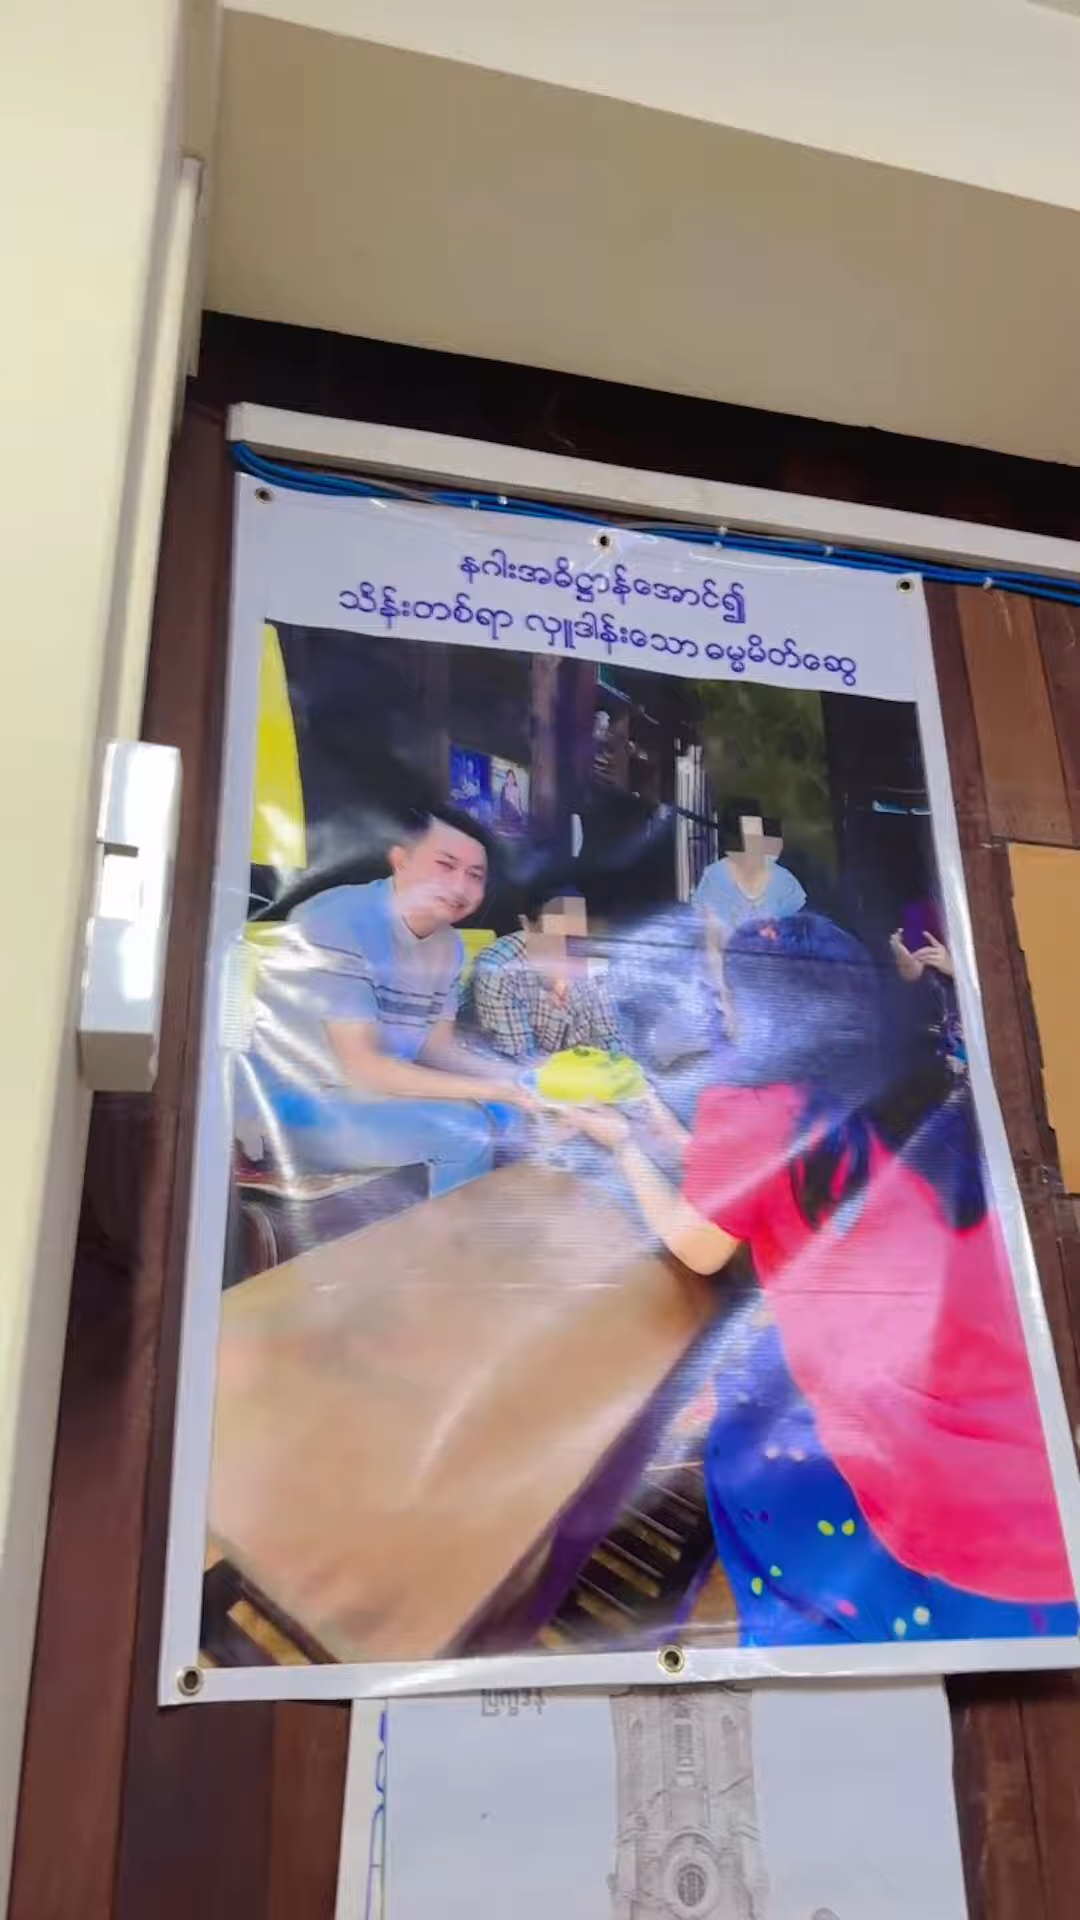 နဂါးအဓိဋ္ဌာန်အောင်၍
သိန်းတစ်ရာ လှူဒါန်းသော ဓမ္မမိတ်ဆွေ